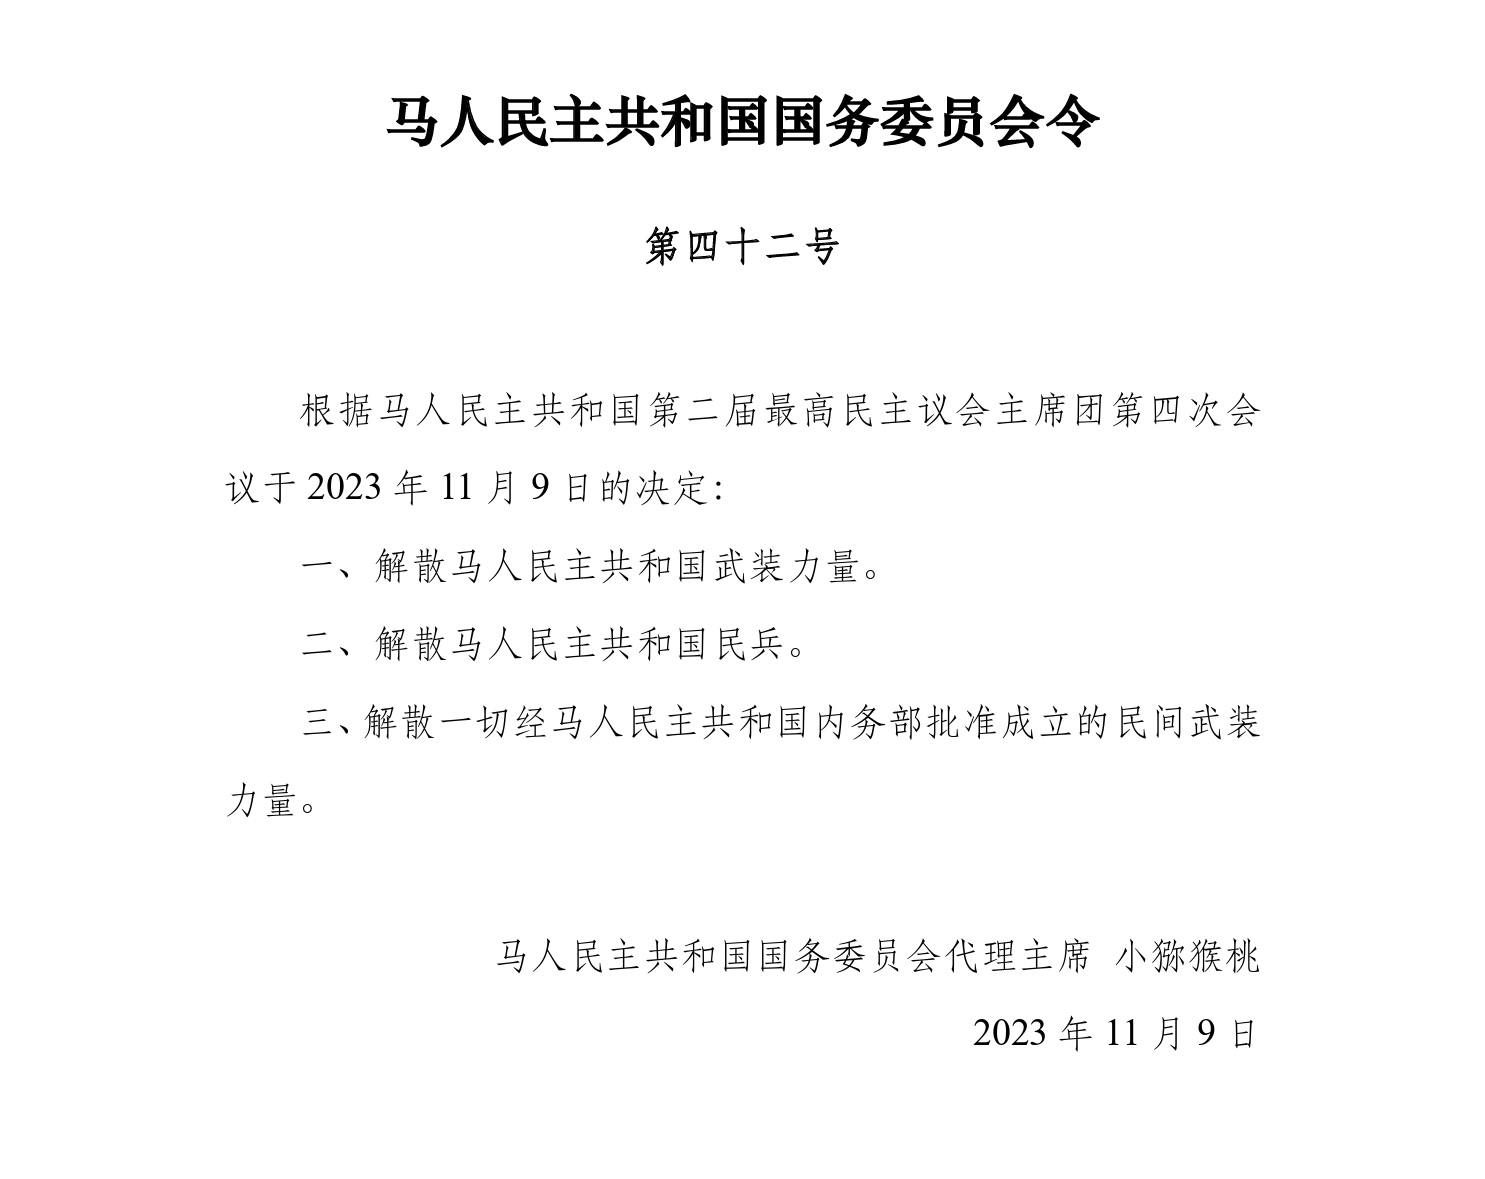 马人民主共和国国务委员会令
第四十二号
根据马人民主共和国第二届最高民主议会主席团第四次会
议于 2023 年 11 月 9 日的决定：
一、解散马人民主共和国武装力量。
二、解散马人民主共和国民兵。
三、解散一切经马人民主共和国内务部批准成立的民间武装
力量。
马人民主共和国国务委员会代理主席 小猕猴桃
2023 年 11 月 9 日